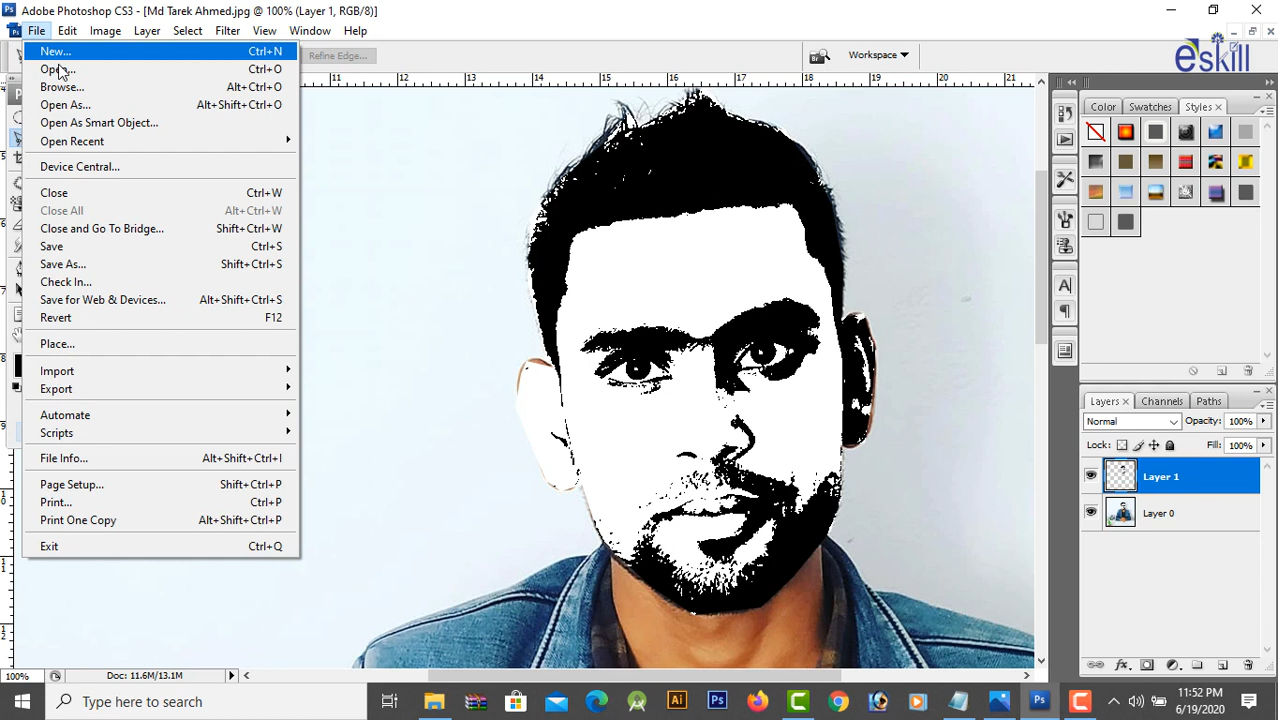 Adobe Photoshop CS3 - [Md Tarek Ahmed.jpg @ 100% (Layer 1, RGB/8)]
File Edit Image Layer Select Filter View Window Help
Refine Edge...
Workspace
eskill
New... Ctrl+N
Open... Ctrl+O
Browse... Alt+Ctrl+O
Open As... Alt+Shift+Ctrl+O
Open As Smart Object...
Open Recent
Device Central...
Close Ctrl+W
Close All Alt+Ctrl+W
Close and Go To Bridge... Shift+Ctrl+W
Save Ctrl+S
Save As... Shift+Ctrl+S
Check In...
Save for Web & Devices... Alt+Shift+Ctrl+S
Revert F12
Place...
Import
Export
Automate
Scripts
File Info... Alt+Shift+Ctrl+I
Page Setup... Shift+Ctrl+P
Print... Ctrl+P
Print One Copy Alt+Shift+Ctrl+P
Exit Ctrl+Q
11 12 13 14 15 16 17 18 19 20 21
Color Swatches Styles x
Layers x Channels Paths
Normal Opacity: 100%
Lock: Fill: 100%
Layer 1
Layer 0
100% Doc: 11.6M/13.1M
Type here to search
11:52 PM
6/19/2020